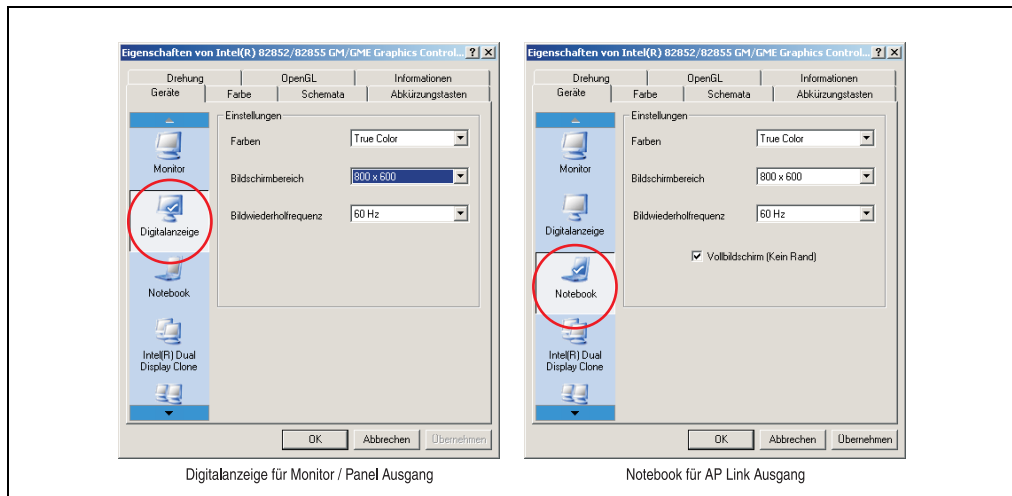 Eigenschaften von Intel(R) 82852/82855 GM/GME Graphics Control...
Drehung OpenGL Informationen
Geräte Farbe Schemata Abkürzungstasten
Monitor
Digitalanzeige
Notebook
Intel(R) Dual
Display Clone
Einstellungen
Farben True Color
Bildschirmbereich 800 x 600
Bildwiederholfrequenz 60 Hz
OK Abbrechen Übernehmen
Digitalanzeige für Monitor / Panel Ausgang
Eigenschaften von Intel(R) 82852/82855 GM/GME Graphics Control...
Drehung OpenGL Informationen
Geräte Farbe Schemata Abkürzungstasten
Monitor
Digitalanzeige
Notebook
Intel(R) Dual
Display Clone
Einstellungen
Farben True Color
Bildschirmbereich 800 x 600
Bildwiederholfrequenz 60 Hz
Vollbildschirm (Kein Rand)
OK Abbrechen Übernehmen
Notebook für AP Link Ausgang